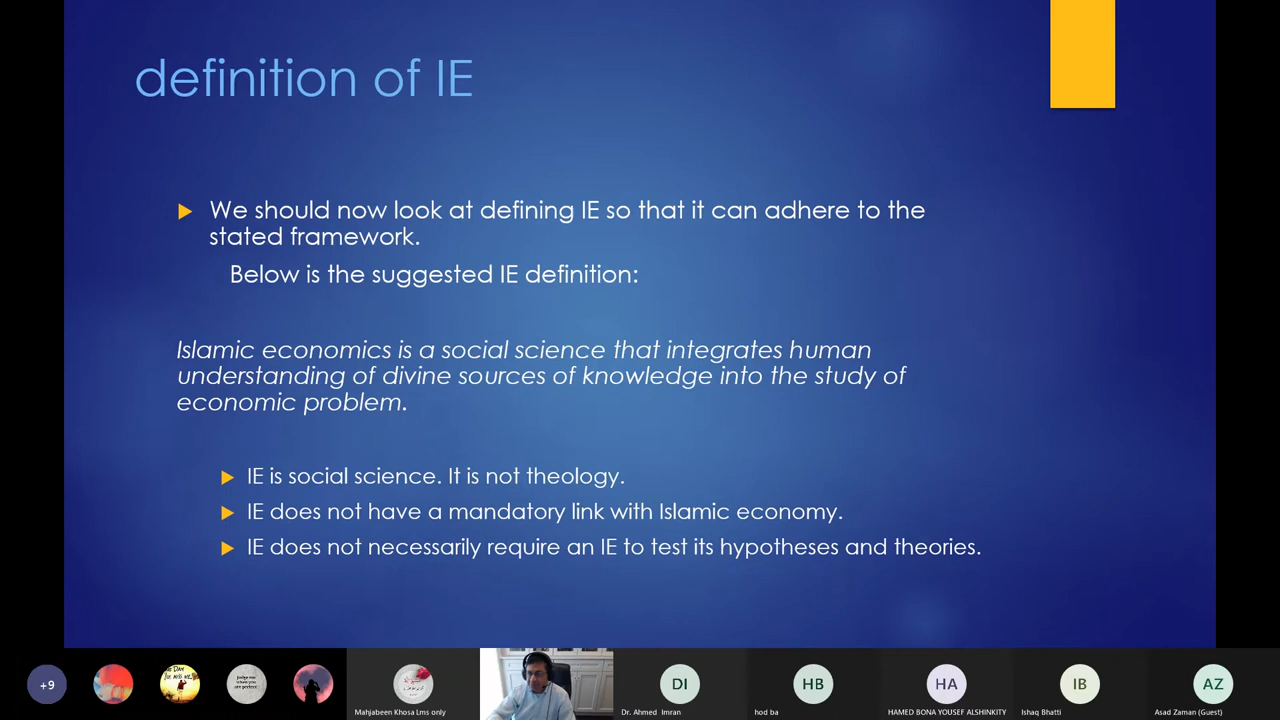 definition of IE
We should now look at defining IE so that it can adhere to the
stated framework.
Below is the suggested IE definition:
Islamic economics is a social science that integrates human
understanding of divine sources of knowledge into the study of
economic problem.
IE is social science. It is not theology.
IE does not have a mandatory link with Islamic economy.
IE does not necessarily require an IE to test its hypotheses and theories.
+9
DI
HB
HA
IB
AZ
Mahjabeen Khosa Lms only
Dr. Ahmed Imran
hod ba
HAMED BONA YOUSEF ALSHINKITY
Ishaq Bhatti
Asad Zaman (Guest)